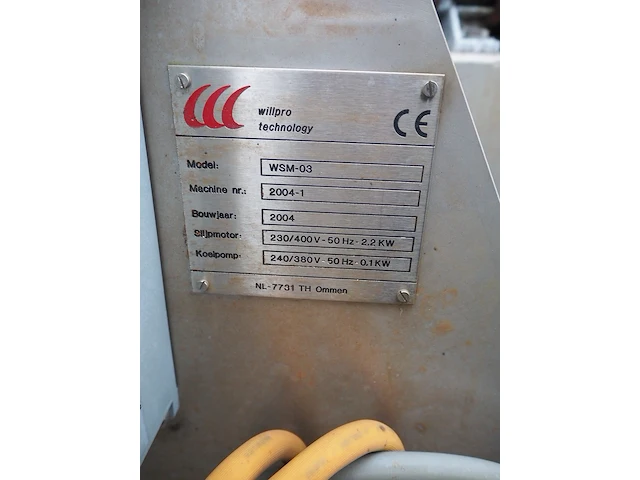 willpro
technology
CE
Model: WSM-03
Machine nr.: 2004-1
Bouwjaar: 2004
Slijpmotor: 230/400V-50Hz-2.2KW
Koelpomp: 240/380V-50Hz-0.1KW
NL-7731 TH Ommen